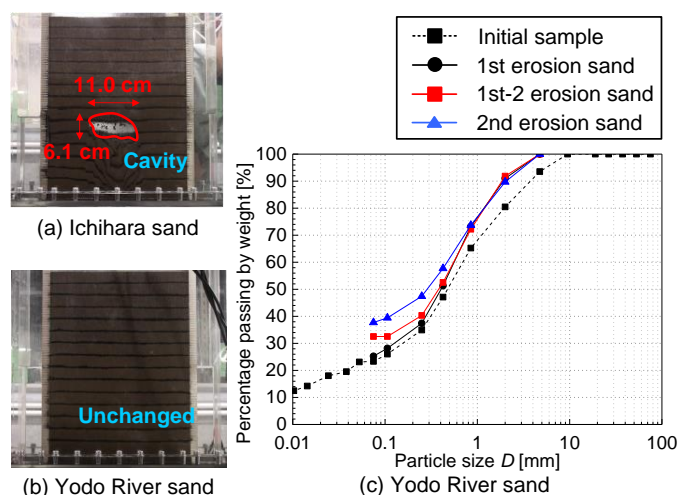 11.0 cm
6.1 cm
Cavity
(a) Ichihara sand
Unchanged
(b) Yodo River sand
Initial sample
1st erosion sand
1st-2 erosion sand
2nd erosion sand
Percentage passing by weight [%]
100
90
80
70
60
50
40
30
20
10
0
0.01
0.1
1
10
100
Particle size D [mm]
(c) Yodo River sand